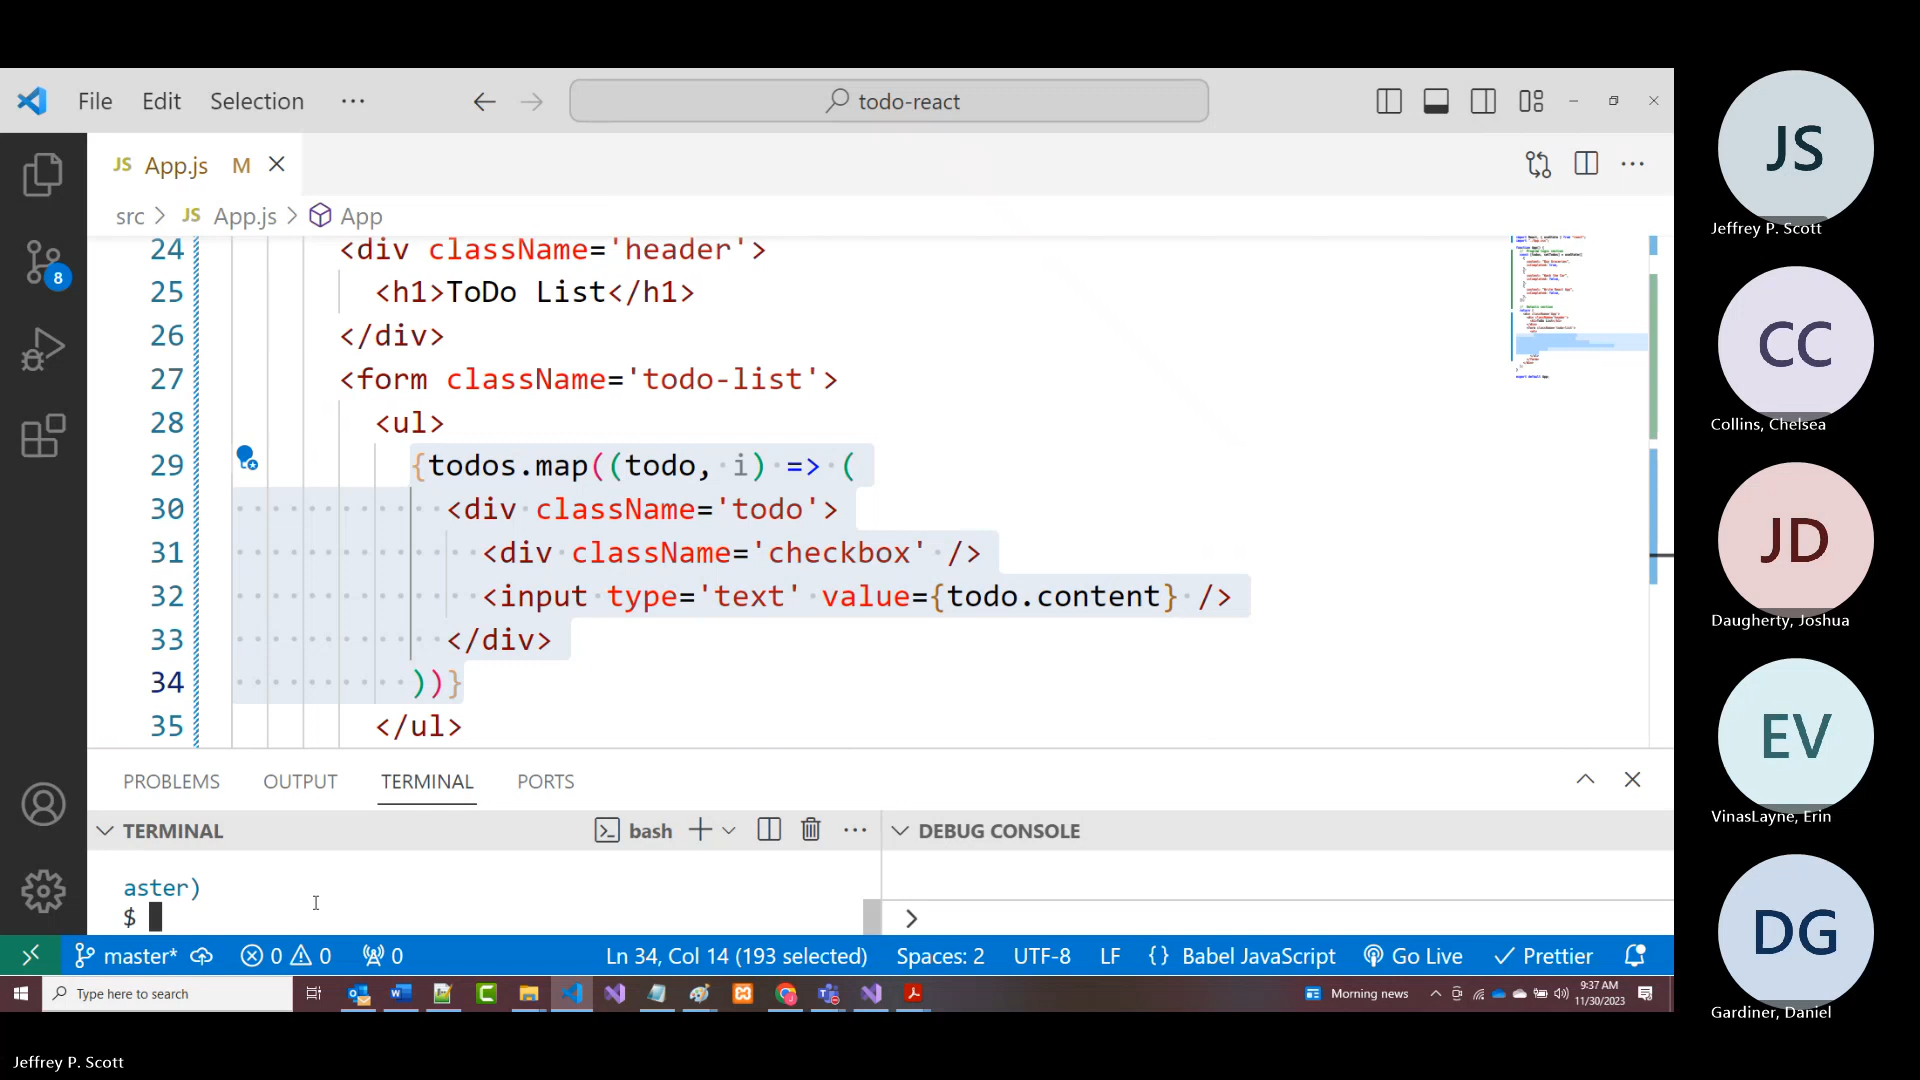 File Edit Selection ··· todo-react
JS App.js M
src > JS App.js > App
24 <div className='header'>
25 <h1>ToDo List</h1>
26 </div>
27 <form className='todo-list'>
28 <ul>
29 {todos.map((todo, i) => (
30 <div className='todo'>
31 <div className='checkbox' />
32 <input type='text' value={todo.content} />
33 </div>
34 ))}
35 </ul>
8
PROBLEMS OUTPUT TERMINAL PORTS
TERMINAL bash
DEBUG CONSOLE
aster)
$
>
master* 0 0 0 Ln 34, Col 14 (193 selected) Spaces: 2 UTF-8 LF {} Babel JavaScript Go Live Prettier
Type here to search
Morning news
9:37 AM
11/30/2023
Jeffrey P. Scott
JS
Jeffrey P. Scott
CC
Collins, Chelsea
JD
Daugherty, Joshua
EV
VinasLayne, Erin
DG
Gardiner, Daniel